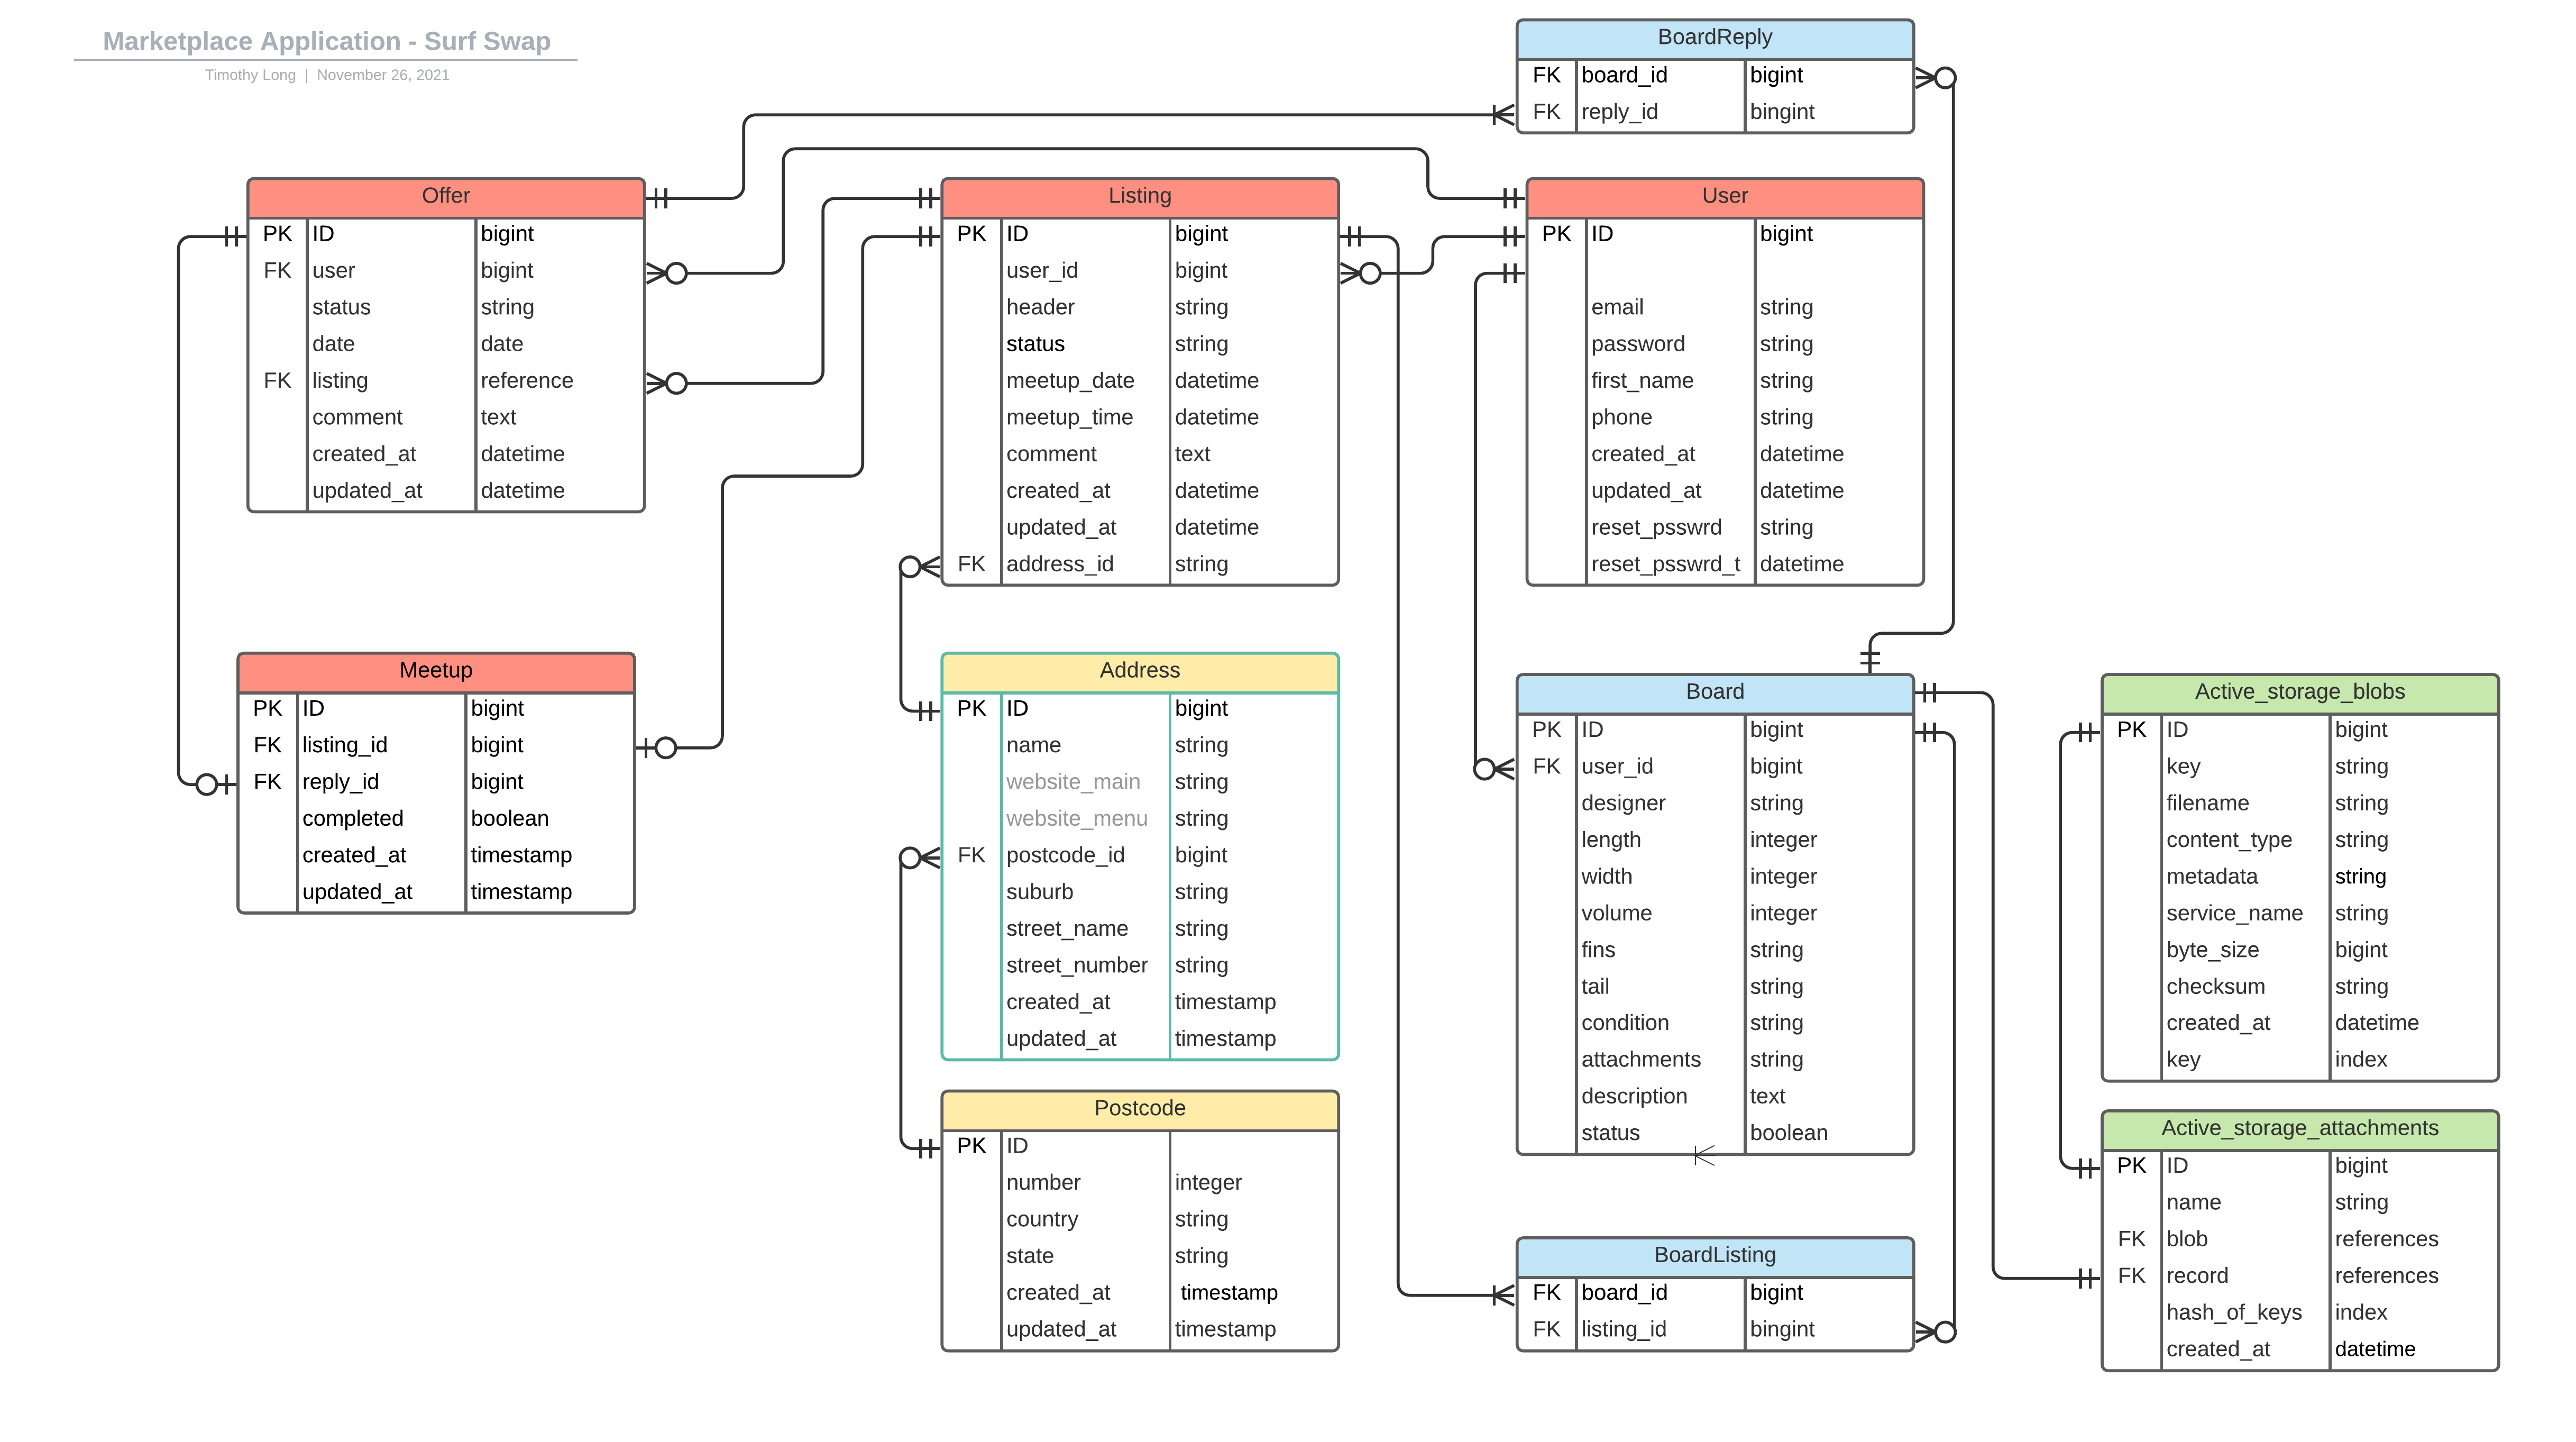 Marketplace Application - Surf Swap
Timothy Long | November 26, 2021
BoardReply
FK board_id bigint
FK reply_id bingint
Offer
PK ID bigint
FK user bigint
status string
date date
FK listing reference
comment text
created_at datetime
updated_at datetime
Listing
PK ID bigint
user_id bigint
header string
status string
meetup_date datetime
meetup_time datetime
comment text
created_at datetime
updated_at datetime
FK address_id string
User
PK ID bigint
email string
password string
first_name string
phone string
created_at datetime
updated_at datetime
reset_psswrd string
reset_psswrd_t datetime
Meetup
PK ID bigint
FK listing_id bigint
FK reply_id bigint
completed boolean
created_at timestamp
updated_at timestamp
Address
PK ID bigint
name string
website_main string
website_menu string
FK postcode_id bigint
suburb string
street_name string
street_number string
created_at timestamp
updated_at timestamp
Board
PK ID bigint
FK user_id bigint
designer string
length integer
width integer
volume integer
fins string
tail string
condition string
attachments string
description text
status boolean
Active_storage_blobs
PK ID bigint
key string
filename string
content_type string
metadata string
service_name string
byte_size bigint
checksum string
created_at datetime
key index
Postcode
PK ID
number integer
country string
state string
created_at timestamp
updated_at timestamp
BoardListing
FK board_id bigint
FK listing_id bingint
Active_storage_attachments
PK ID bigint
name string
FK blob references
FK record references
hash_of_keys index
created_at datetime